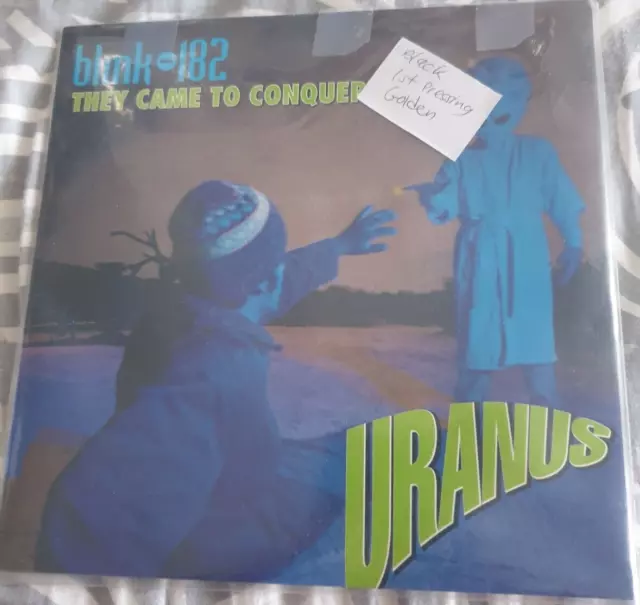 blink-182
THEY CAME TO CONQUER
Black
1st Pressing
Golden
URANUS